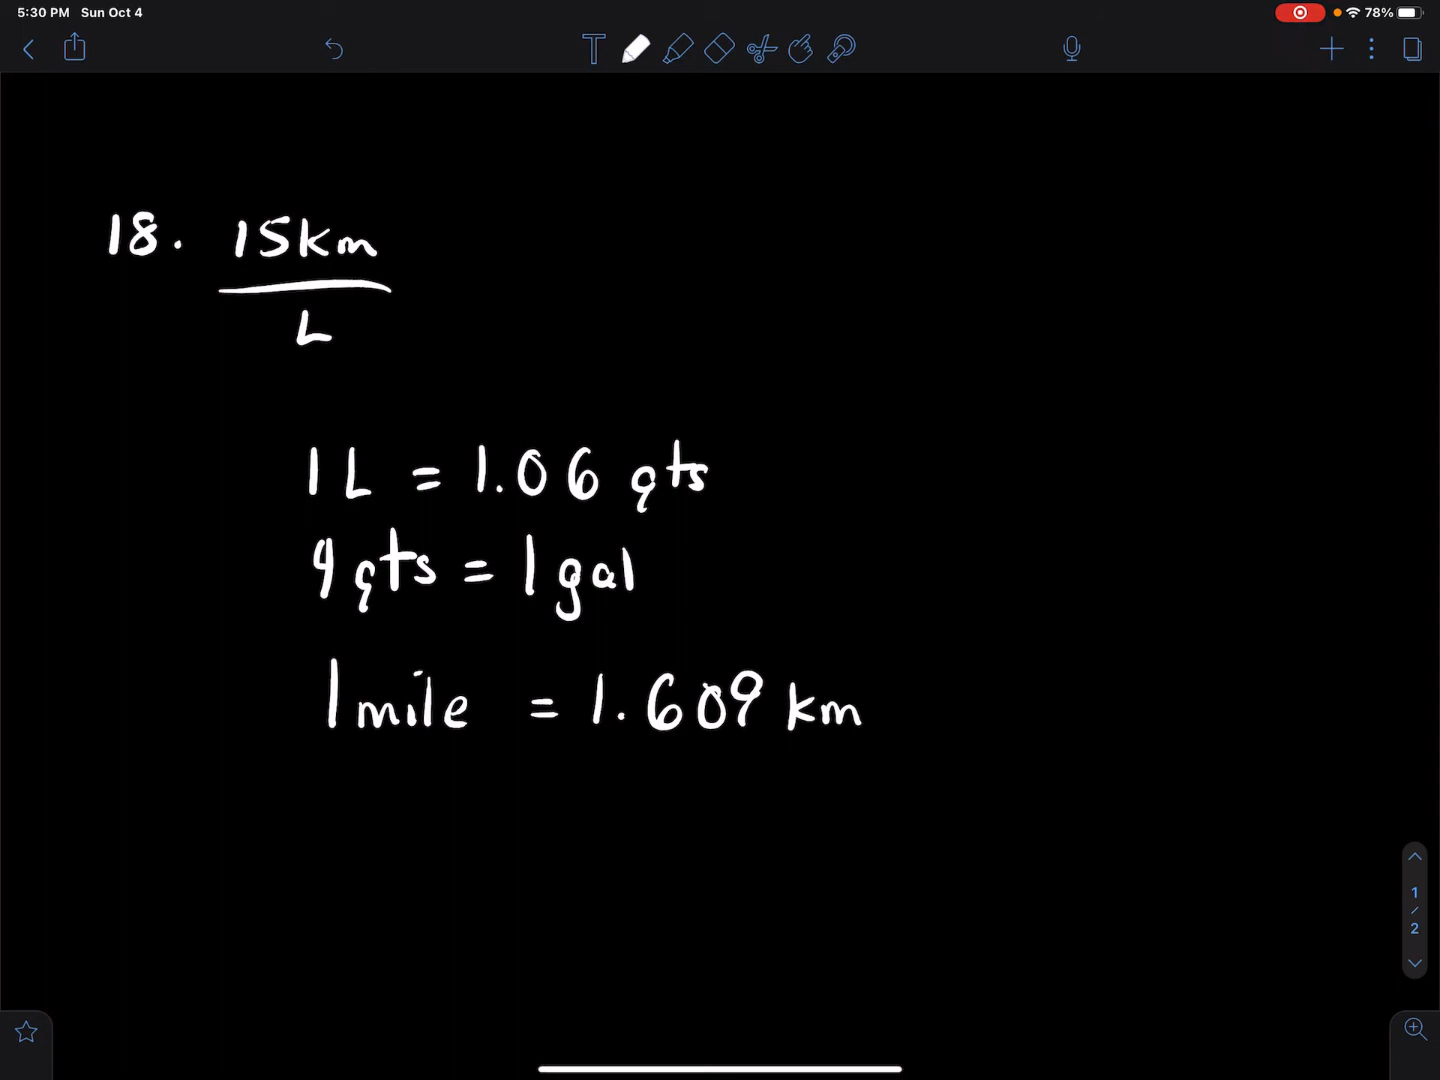 5:30 PM Sun Oct 4
78%
18. 15km
L
1 L = 1.06 qts
4 qts = 1 gal
1 mile = 1.609 km
1
/
2